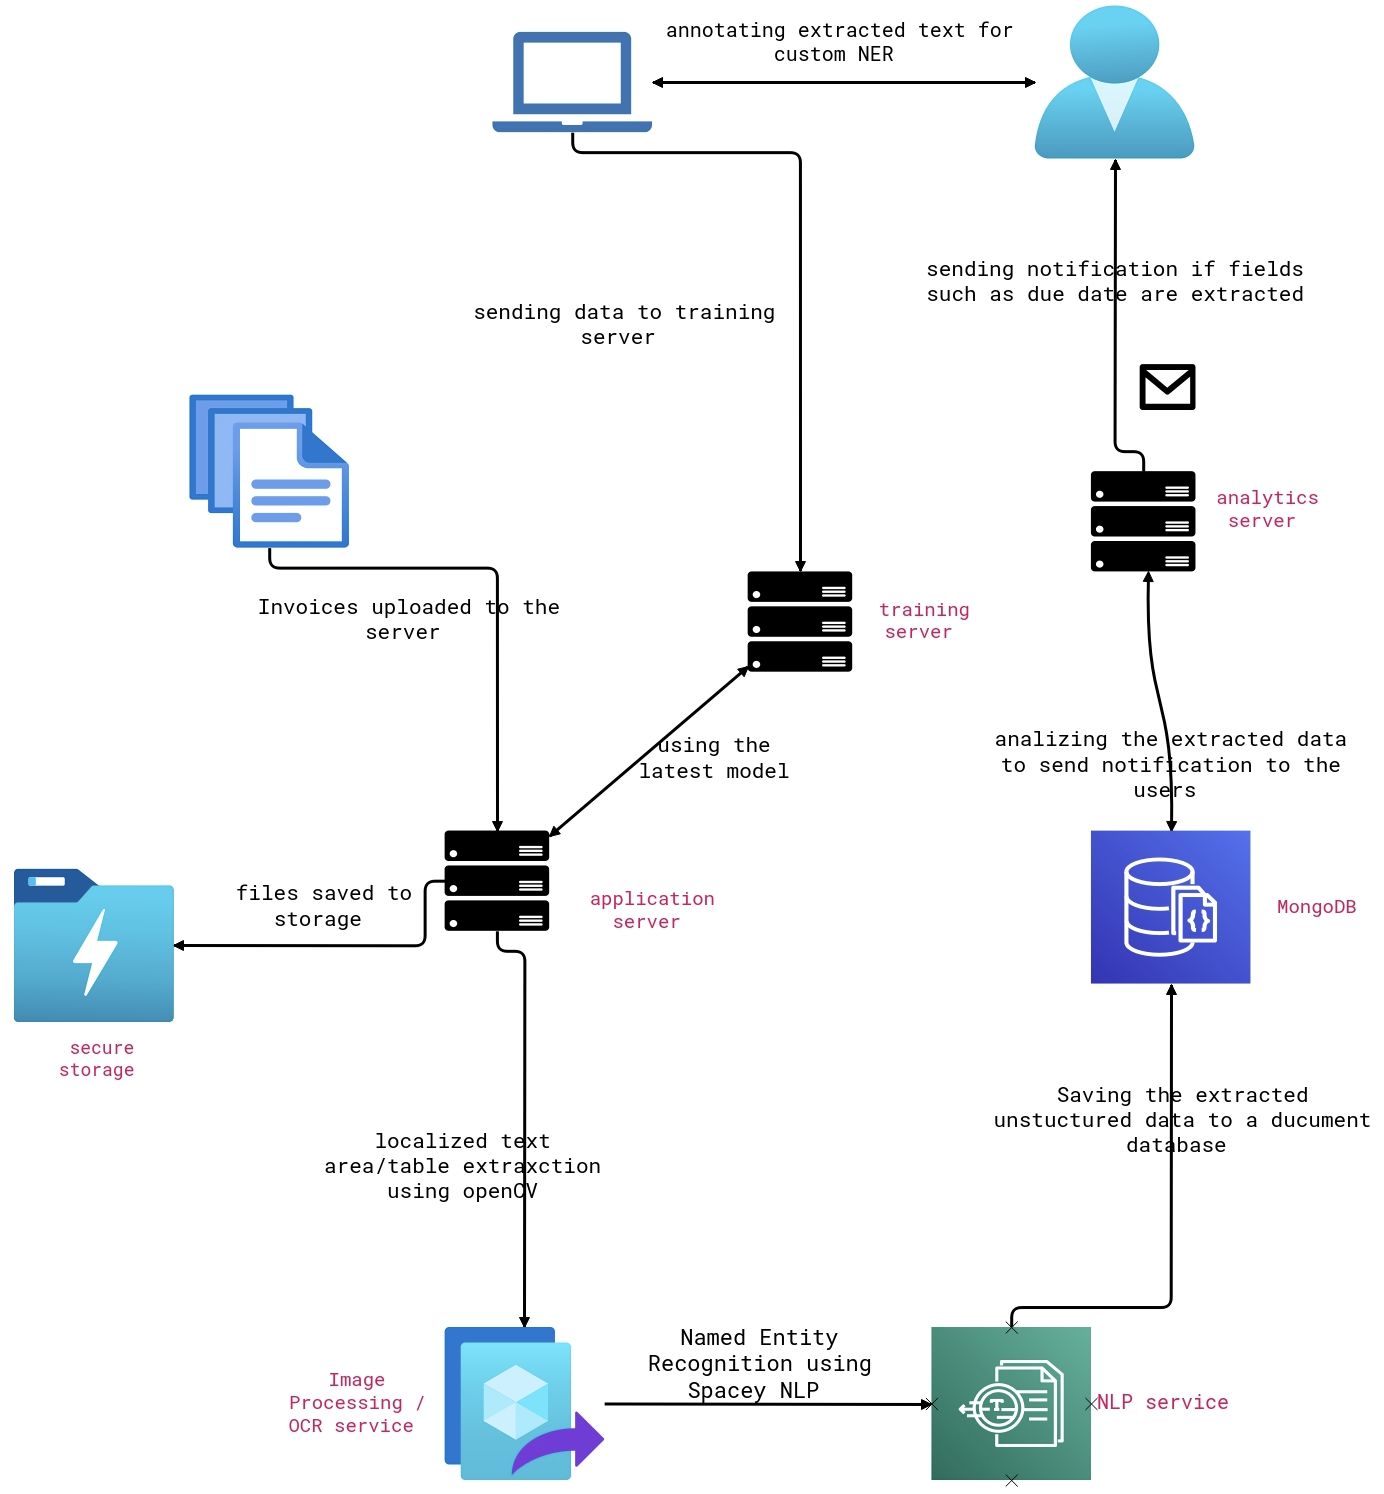 annotating extracted text for
custom NER
sending notification if fields
such as due date are extracted
sending data to training
server
analytics
server
Invoices uploaded to the
server
training
server
using the
latest model
analizing the extracted data
to send notification to the
users
files saved to
storage
application
server
MongoDB
secure
storage
localized text
area/table extraxction
using openCV
Saving the extracted
unstuctured data to a ducument
database
Image
Processing /
OCR service
Named Entity
Recognition using
Spacey NLP
NLP service